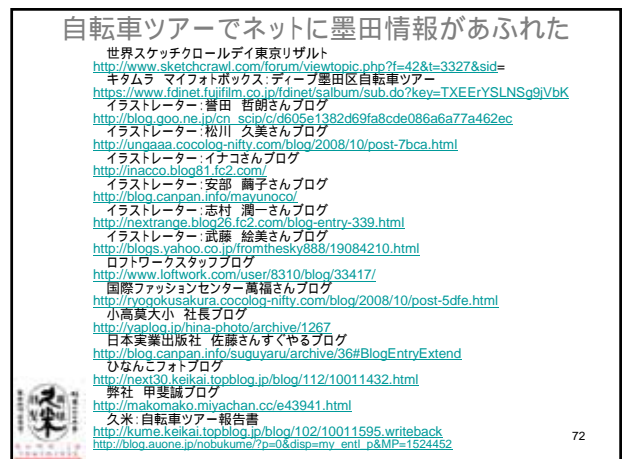 自転車ツアーでネットに墨田情報があふれた
世界スケッチクロールデイ東京リザルト
http://www.sketchcrawl.com/forum/viewtopic.php?f=42&t=3327&sid=
キタムラ マイフォトボックス：ディープ墨田区自転車ツアー
https://www.fdinet.fujifilm.co.jp/fdinet/salbum/sub.do?key=TXEErYSLNSg9jVbK
イラストレーター：誉田 哲朗さんブログ
http://blog.goo.ne.jp/cn_scip/c/d605e1382d69fa8cde086a6a77a462ec
イラストレーター：松川 久美さんブログ
http://ungaaa.cocolog-nifty.com/blog/2008/10/post-7bca.html
イラストレーター：イナコさんブログ
http://inacco.blog81.fc2.com/
イラストレーター：安部 繭子さんブログ
http://blog.canpan.info/mayunoco/
イラストレーター：志村 潤一さんブログ
http://nextrange.blog26.fc2.com/blog-entry-339.html
イラストレーター：武藤 絵美さんブログ
http://blogs.yahoo.co.jp/fromthesky888/19084210.html
ロフトワークスタッフブログ
http://www.loftwork.com/user/8310/blog/33417/
国際ファッションセンター萬福さんブログ
http://ryogokusakura.cocolog-nifty.com/blog/2008/10/post-5dfe.html
小高莫大小 社長ブログ
http://yaplog.jp/hina-photo/archive/1267
日本実業出版社 佐藤さんすぐやるブログ
http://blog.canpan.info/suguyaru/archive/36#BlogEntryExtend
ひなんこフォトブログ
http://next30.keikai.topblog.jp/blog/112/10011432.html
弊社 甲斐誠ブログ
http://makomako.miyachan.cc/e43941.html
久米：自転車ツアー報告書
http://kume.keikai.topblog.jp/blog/102/10011595.writeback
http://blog.auone.jp/nobukume/?p=0&disp=my_entl_p&MP=1524452
72